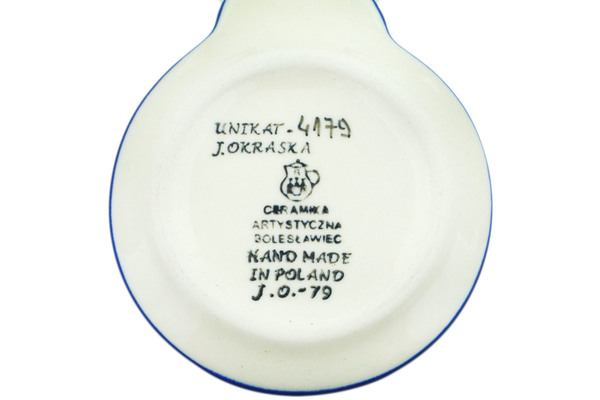 UNIKAT-4179
J.OKRASKA
CERAMIKA
ARTYSTYCZNA
BOLESŁAWIEC
HAND MADE
IN POLAND
J.O.-79